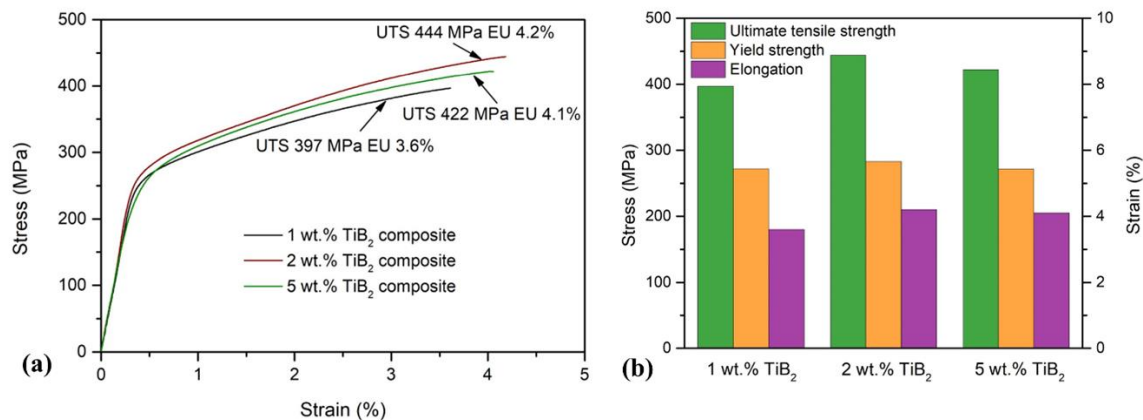 500
400
300
200
100
0
Stress (MPa)
UTS 444 MPa EU 4.2%
UTS 422 MPa EU 4.1%
UTS 397 MPa EU 3.6%
1 wt.% TiB₂ composite
2 wt.% TiB₂ composite
5 wt.% TiB₂ composite
(a)
0 1 2 3 4 5
Strain (%)
500
400
300
200
100
0
Stress (MPa)
Ultimate tensile strength
Yield strength
Elongation
10
8
6
4
2
0
Strain (%)
(b)
1 wt.% TiB₂ 2 wt.% TiB₂ 5 wt.% TiB₂